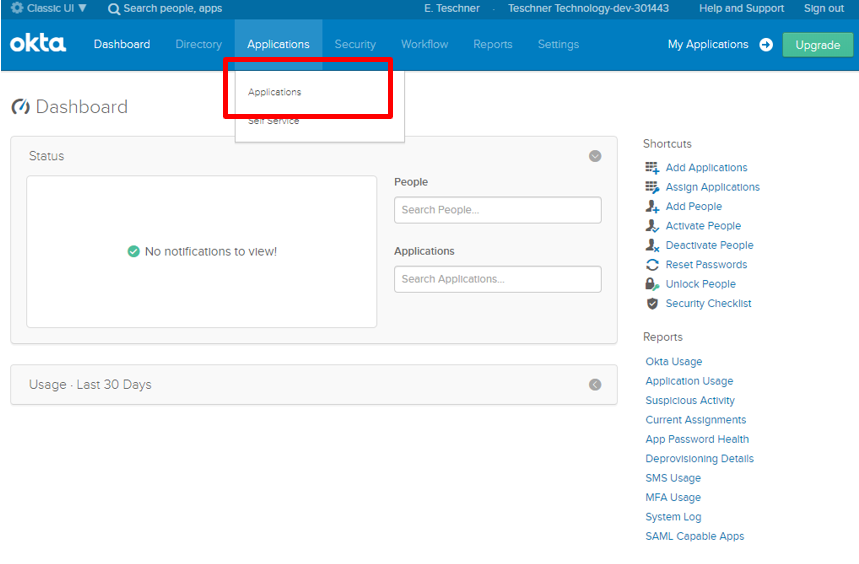 Classic UI ▼ Search people, apps E. Teschner · Teschner Technology-dev-301443 Help and Support Sign out
okta Dashboard Directory Applications Security Workflow Reports Settings My Applications Upgrade
Applications
Self Service
Dashboard
Status
No notifications to view!
People
Search People...
Applications
Search Applications...
Usage · Last 30 Days
Shortcuts
Add Applications
Assign Applications
Add People
Activate People
Deactivate People
Reset Passwords
Unlock People
Security Checklist
Reports
Okta Usage
Application Usage
Suspicious Activity
Current Assignments
App Password Health
Deprovisioning Details
SMS Usage
MFA Usage
System Log
SAML Capable Apps